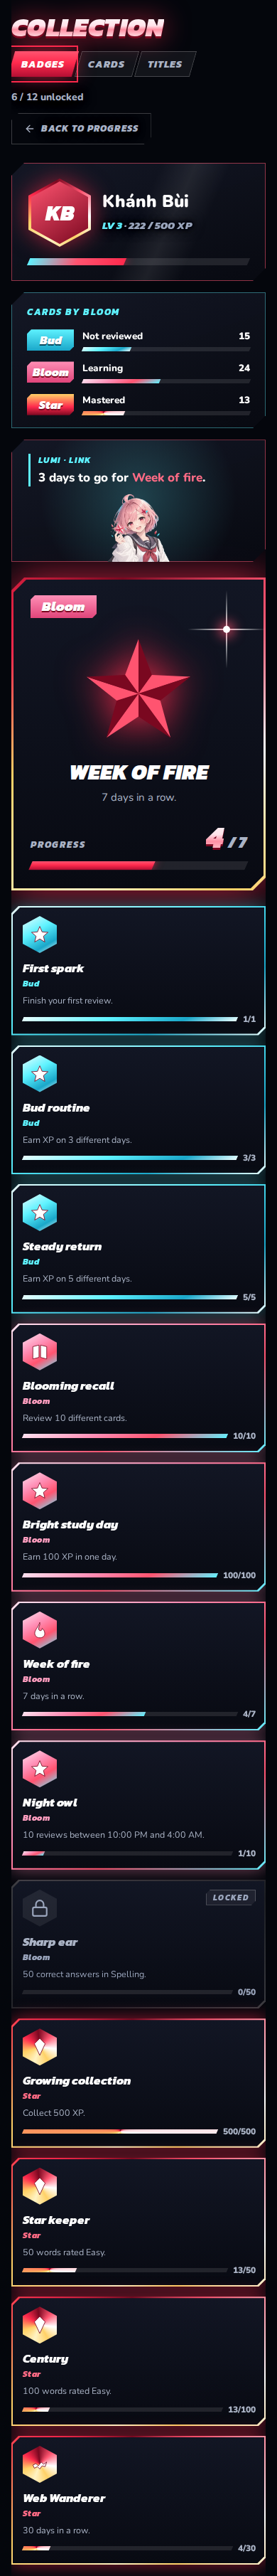 COLLECTION
BADGES
CARDS
TITLES
6 / 12 unlocked
← BACK TO PROGRESS
KB
Khánh Bùi
LV 3 · 222 / 500 XP
CARDS BY BLOOM
Bud
Not reviewed
15
Bloom
Learning
24
Star
Mastered
13
LUMI · LINK
3 days to go for Week of fire.
Bloom
WEEK OF FIRE
7 days in a row.
PROGRESS
4 / 7
First spark
Bud
Finish your first review.
1/1
Bud routine
Bud
Earn XP on 3 different days.
3/3
Steady return
Bud
Earn XP on 5 different days.
5/5
Blooming recall
Bloom
Review 10 different cards.
10/10
Bright study day
Bloom
Earn 100 XP in one day.
100/100
Week of fire
Bloom
7 days in a row.
4/7
Night owl
Bloom
10 reviews between 10:00 PM and 4:00 AM.
1/10
LOCKED
Sharp ear
Bloom
50 correct answers in Spelling.
0/50
Growing collection
Star
Collect 500 XP.
500/500
Star keeper
Star
50 words rated Easy.
13/50
Century
Star
100 words rated Easy.
13/100
Web Wanderer
Star
30 days in a row.
4/30